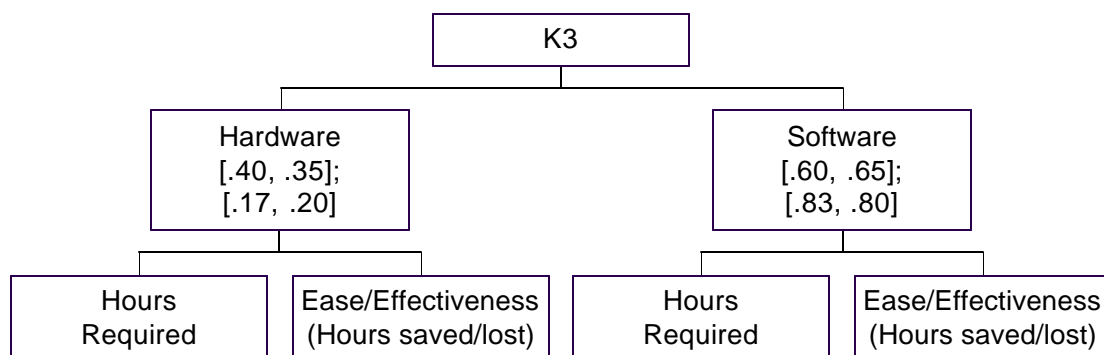 K3
Hardware
[.40, .35];
[.17, .20]
Software
[.60, .65];
[.83, .80]
Hours
Required
Ease/Effectiveness
(Hours saved/lost)
Hours
Required
Ease/Effectiveness
(Hours saved/lost)